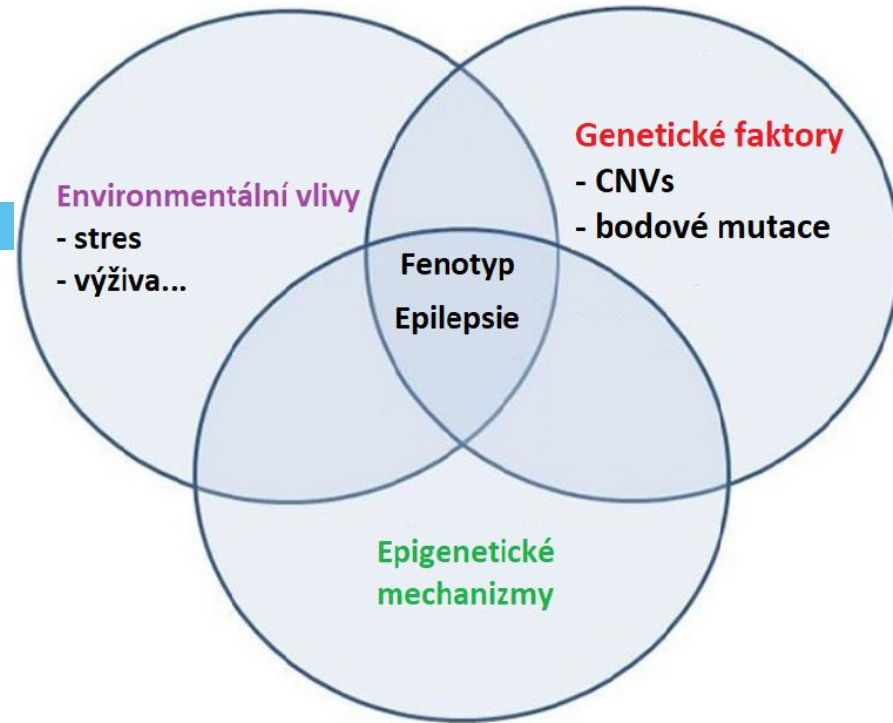 Environmentální vlivy
- stres
- výživa...
Genetické faktory
- CNVs
- bodové mutace
Fenotyp
Epilepsie
Epigenetické
mechanizmy